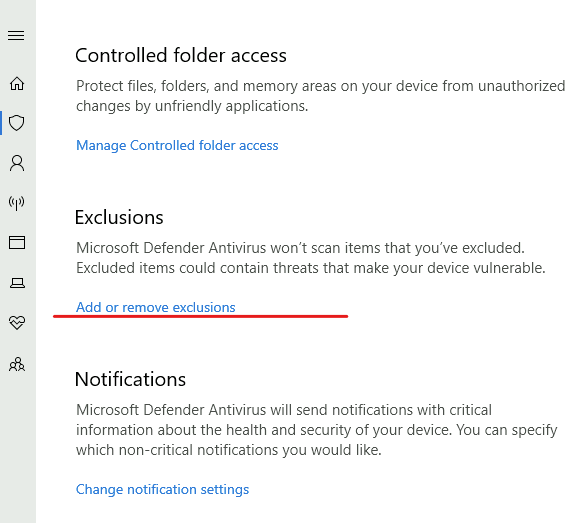 Controlled folder access
Protect files, folders, and memory areas on your device from unauthorized
changes by unfriendly applications.
Manage Controlled folder access
Exclusions
Microsoft Defender Antivirus won’t scan items that you’ve excluded.
Excluded items could contain threats that make your device vulnerable.
Add or remove exclusions
Notifications
Microsoft Defender Antivirus will send notifications with critical
information about the health and security of your device. You can specify
which non-critical notifications you would like.
Change notification settings